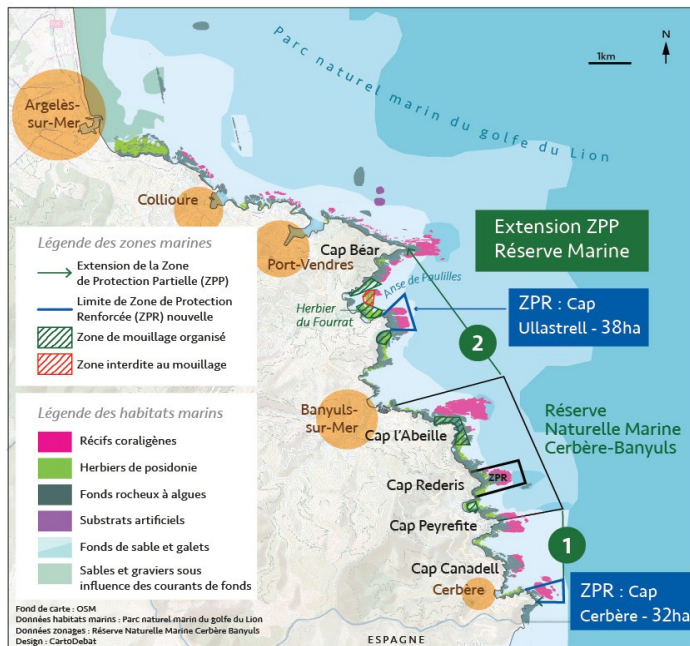 1km
N
Parc naturel marin du golfe du Lion
Argelès-
sur-Mer
Collioure
Port-Vendres
Cap Béar
Anse de Paulilles
Herbier
du Fourrat
Extension ZPP
Réserve Marine
ZPR : Cap
Ullastrell - 38ha
2
Légende des zones marines
Extension de la Zone
de Protection Partielle (ZPP)
Limite de Zone de Protection
Renforcée (ZPR) nouvelle
Zone de mouillage organisé
Zone interdite au mouillage
Banyuls-
sur-Mer
Cap l'Abeille
Réserve
Naturelle Marine
Cerbère-Banyuls
ZPR
Cap Rederis
Cap Peyrefite
Cap Canadell
1
Cerbère
ZPR : Cap
Cerbère - 32ha
Légende des habitats marins
Récifs coraligènes
Herbiers de posidonie
Fonds rocheux à algues
Substrats artificiels
Fonds de sable et galets
Sables et graviers sous
influence des courants de fonds
Fond de carte : OSM
Données habitats marins : Parc naturel marin du golfe du Lion
Données zonages : Réserve Naturelle Marine Cerbère Banyuls
Design : CartoDébat
ESPAGNE